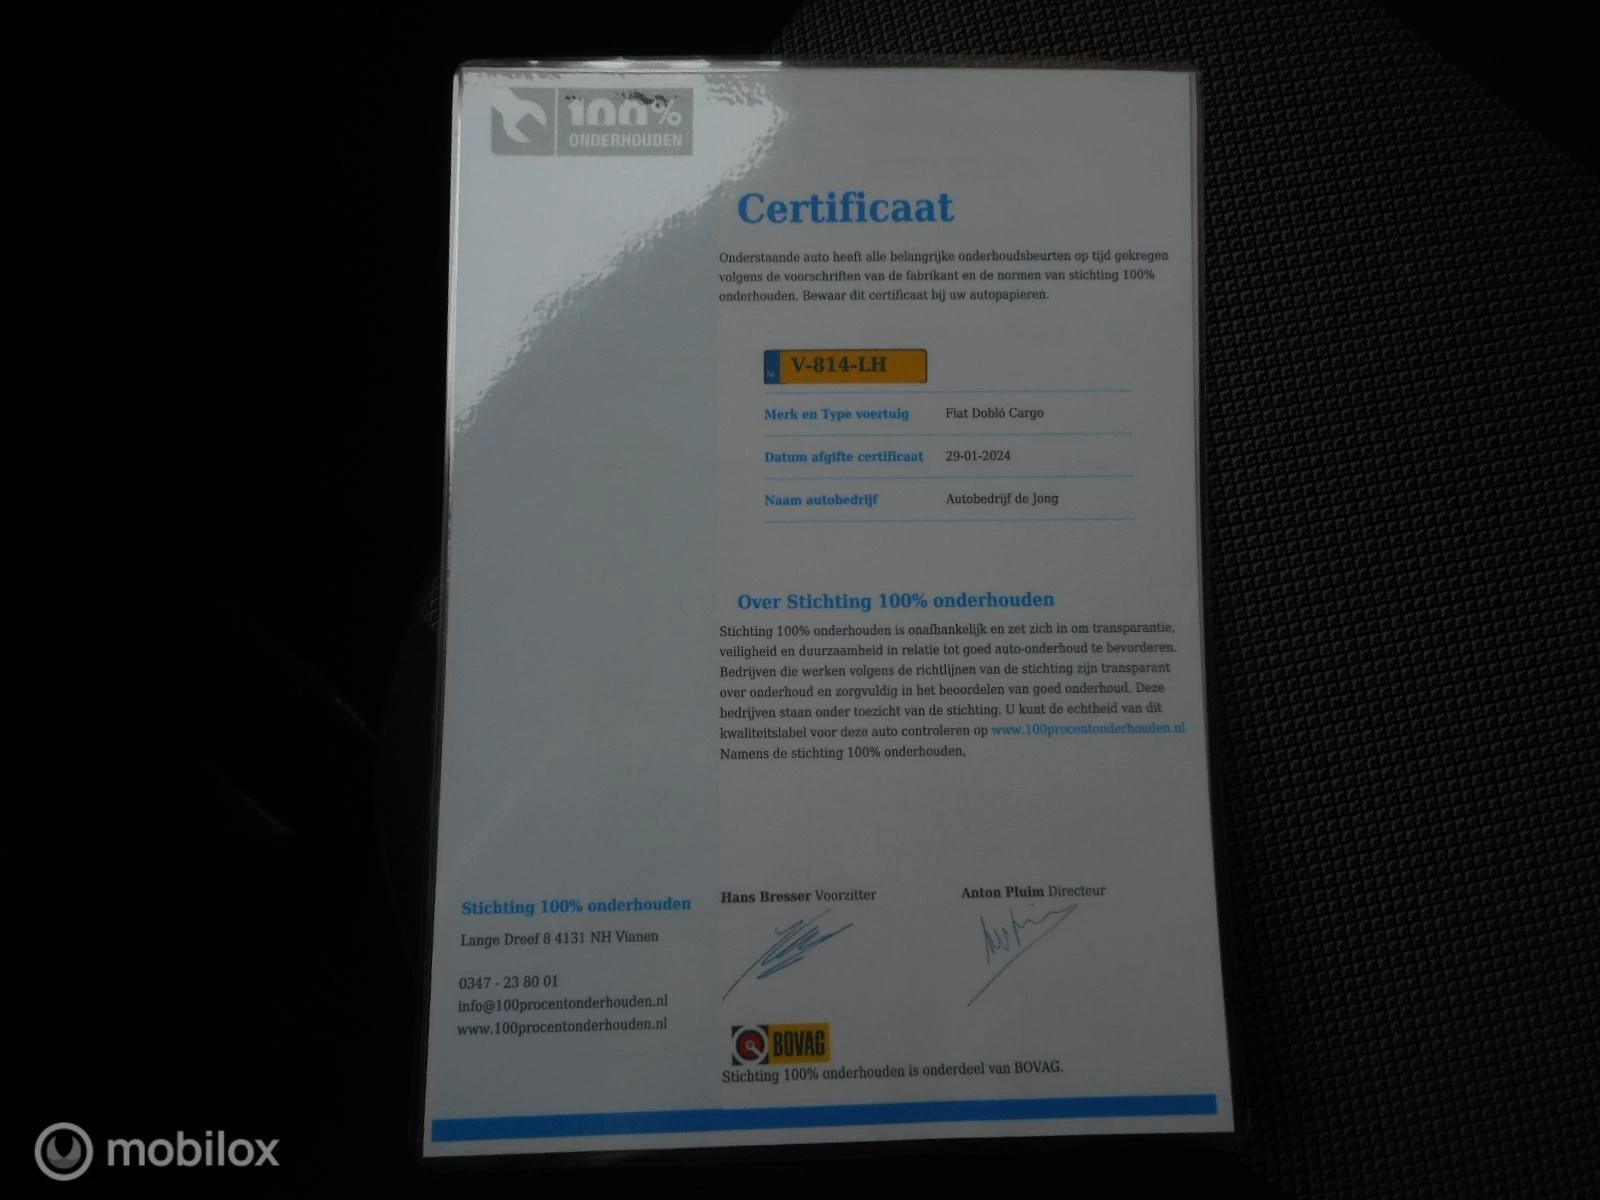 100%
ONDERHOUDEN
Certificaat
Onderstaande auto heeft alle belangrijke onderhoudsbeurten op tijd gekregen
volgens de voorschriften van de fabrikant en de normen van stichting 100%
onderhouden. Bewaar dit certificaat bij uw autopapieren.
NL
V-814-LH
Merk en Type voertuig Fiat Dobló Cargo
Datum afgifte certificaat 29-01-2024
Naam autobedrijf Autobedrijf de Jong
Over Stichting 100% onderhouden
Stichting 100% onderhouden is onafhankelijk en zet zich in om transparantie,
veiligheid en duurzaamheid in relatie tot goed auto-onderhoud te bevorderen.
Bedrijven die werken volgens de richtlijnen van de stichting zijn transparant
over onderhoud en zorgvuldig in het beoordelen van goed onderhoud. Deze
bedrijven staan onder toezicht van de stichting. U kunt de echtheid van dit
kwaliteitslabel voor deze auto controleren op www.100procentonderhouden.nl
Namens de stichting 100% onderhouden,
Hans Bresser Voorzitter
Anton Pluim Directeur
Stichting 100% onderhouden
Lange Dreef 8 4131 NH Vianen
0347 - 23 80 01
info@100procentonderhouden.nl
www.100procentonderhouden.nl
BOVAG
Stichting 100% onderhouden is onderdeel van BOVAG.
mobilox